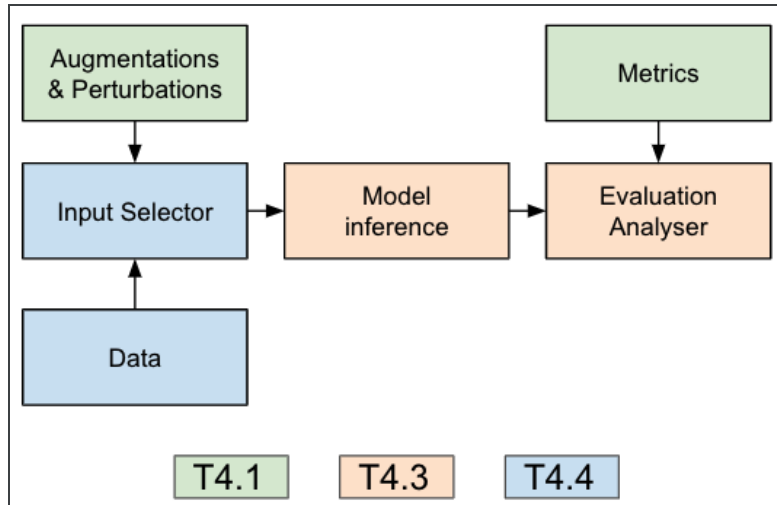 Augmentations
& Perturbations
Metrics
Input Selector
Model
inference
Evaluation
Analyser
Data
T4.1
T4.3
T4.4